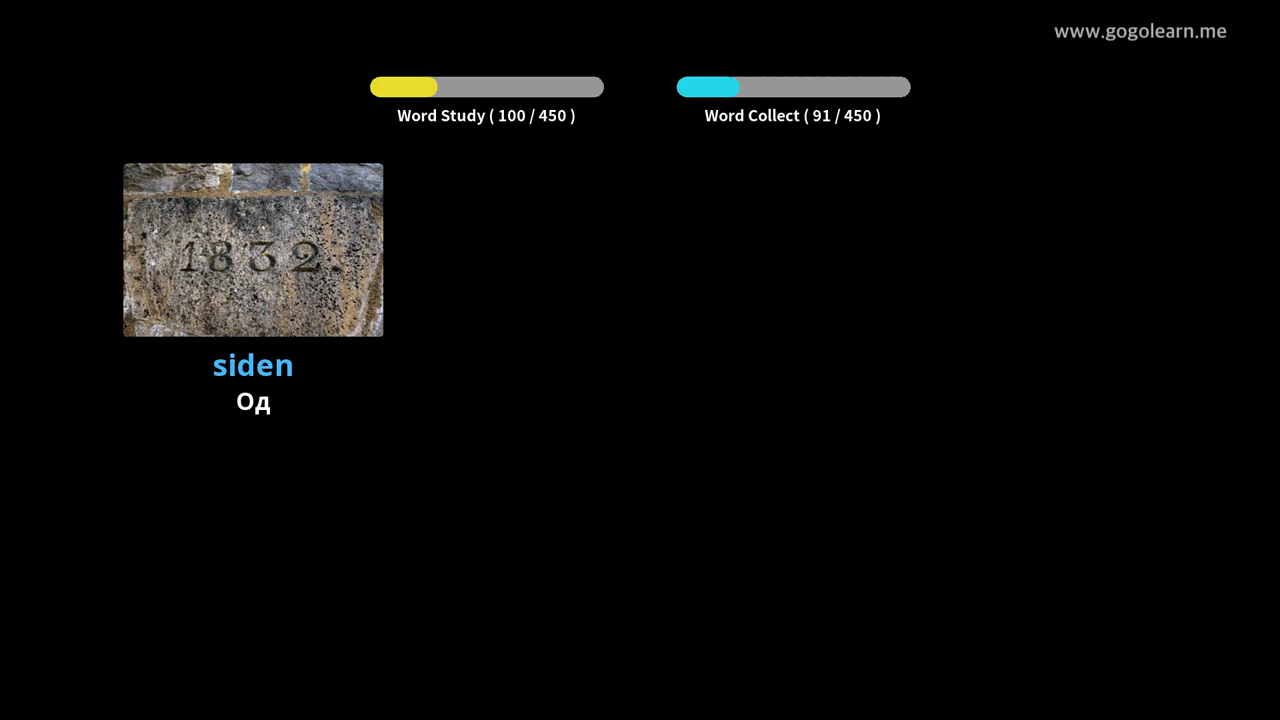 www.gogolearn.me
Word Study ( 100 / 450 )
Word Collect ( 91 / 450 )
1832.
siden
Од